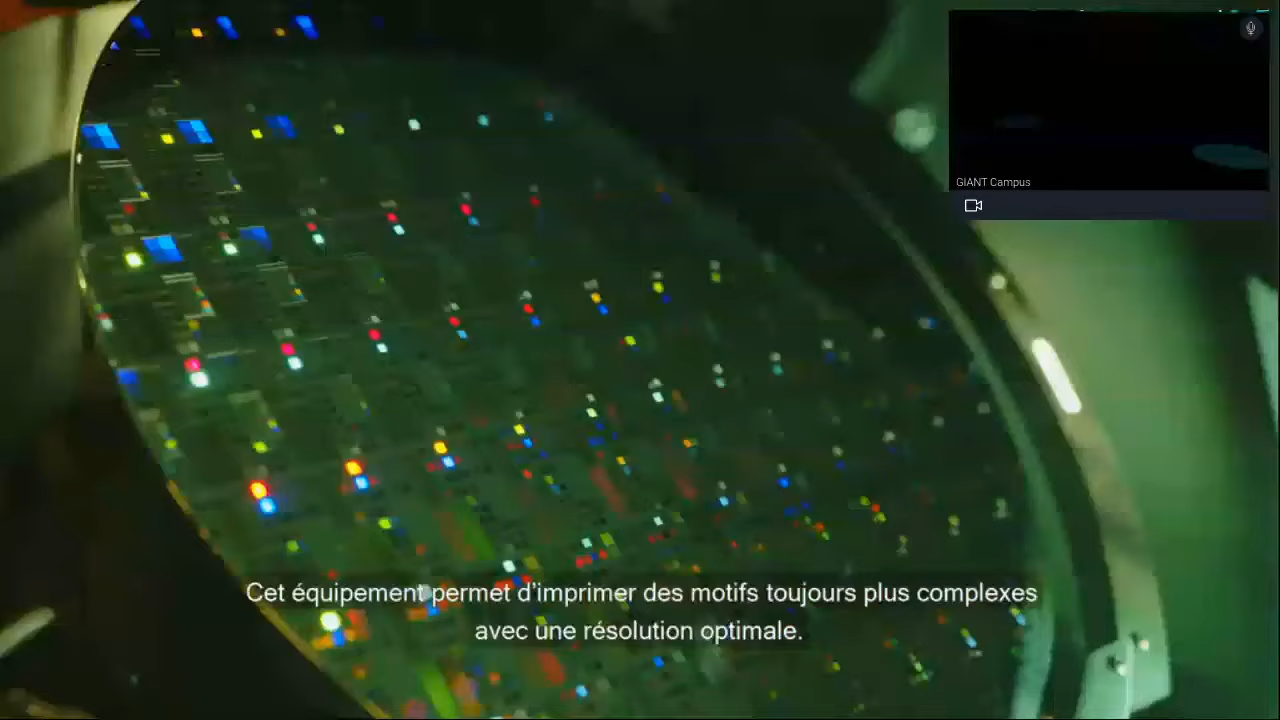 GIANT Campus
Cet équipement permet d'imprimer des motifs toujours plus complexes
avec une résolution optimale.